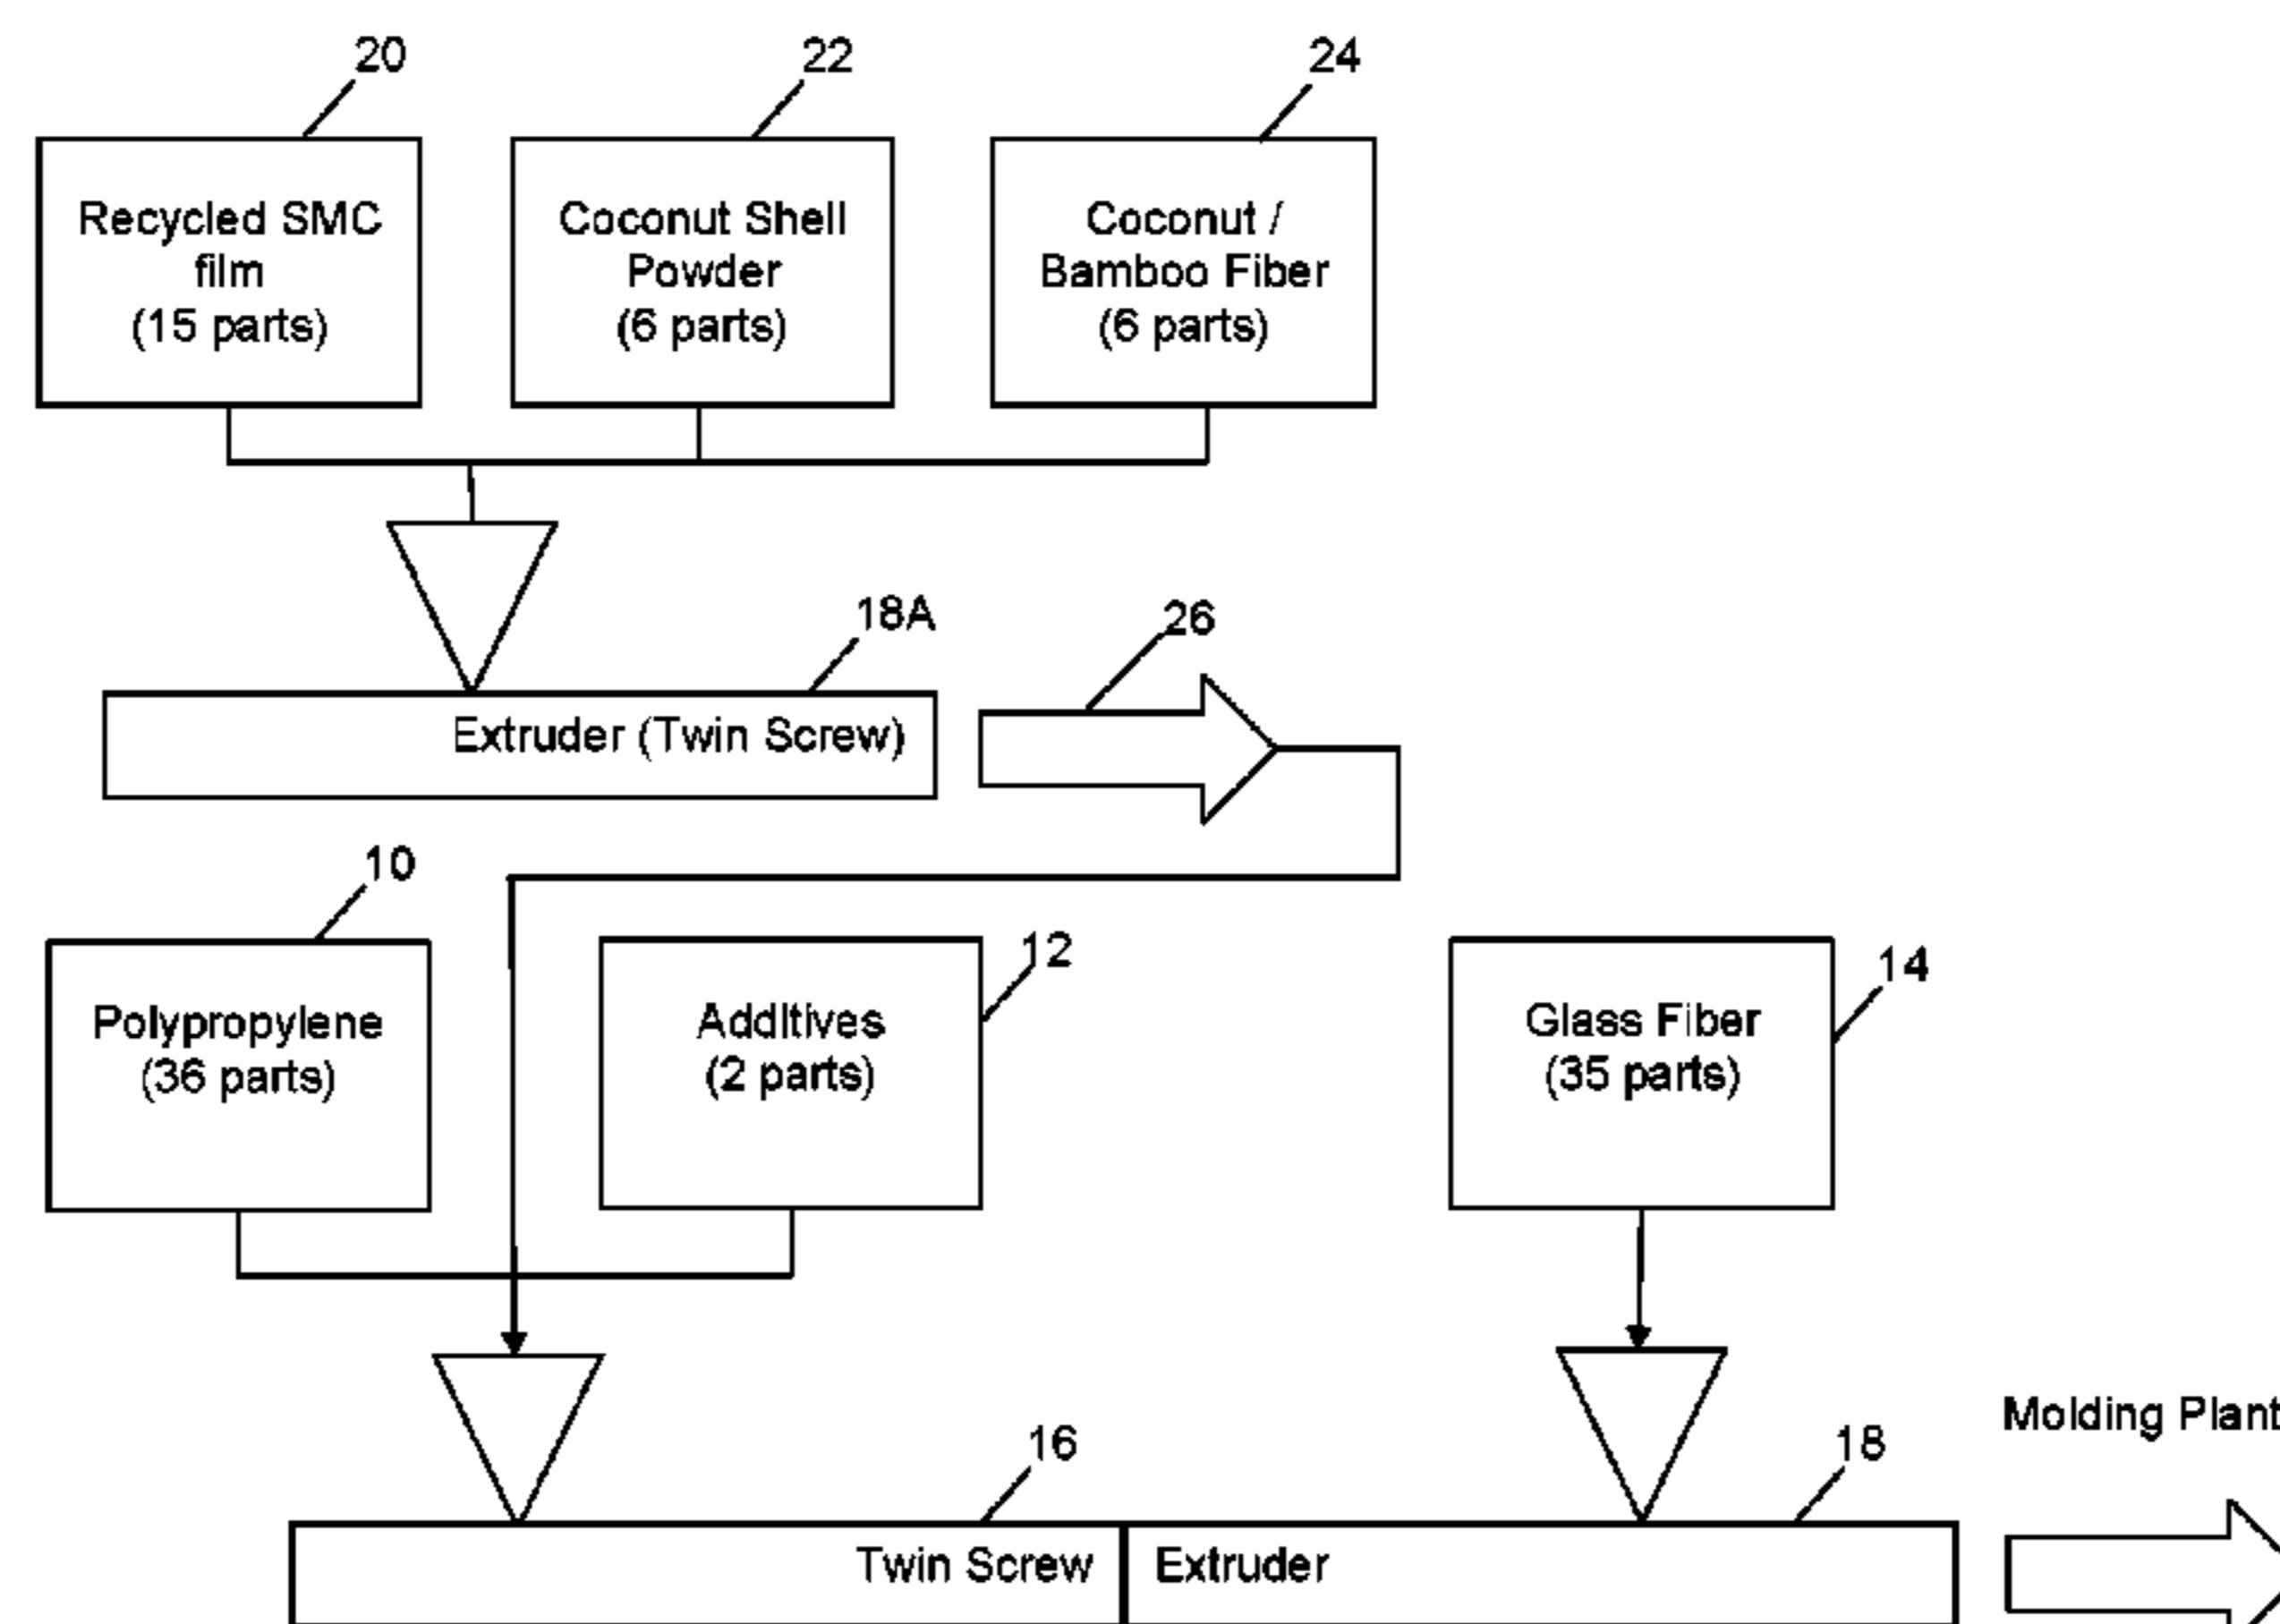 20
22
24
Recycled SMC
film
(15 parts)
Coconut Shell
Powder
(6 parts)
Coconut /
Bamboo Fiber
(6 parts)
18A
26
Extruder (Twin Screw)
10
12
14
Polypropylene
(36 parts)
Additives
(2 parts)
Glass Fiber
(35 parts)
Molding Plant
16
18
Twin Screw
Extruder